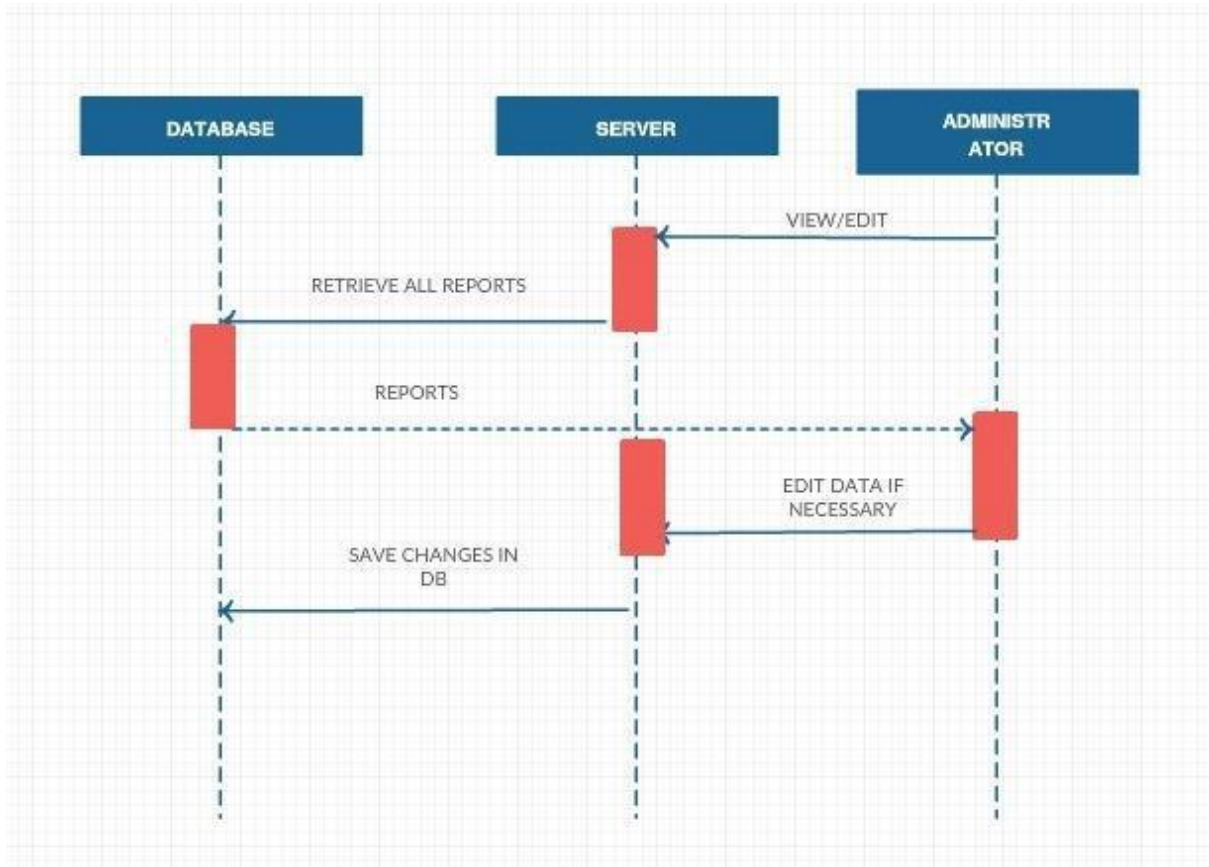 DATABASE
SERVER
ADMINISTR
ATOR
VIEW/EDIT
RETRIEVE ALL REPORTS
REPORTS
EDIT DATA IF
NECESSARY
SAVE CHANGES IN
DB